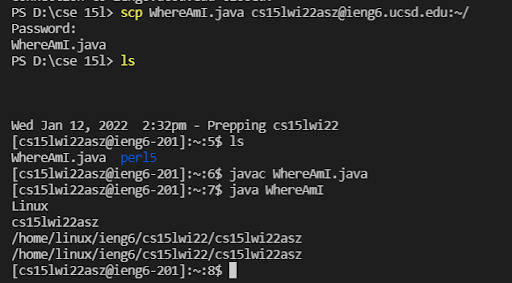 PS D:\cse 15l> scp WhereAmI.java cs15lwi22asz@ieng6.ucsd.edu:~/
Password:
WhereAmI.java
PS D:\cse 15l> ls
Wed Jan 12, 2022  2:32pm - Prepping cs15lwi22
[cs15lwi22asz@ieng6-201]:~:5$ ls
WhereAmI.java  perl5
[cs15lwi22asz@ieng6-201]:~:6$ javac WhereAmI.java
[cs15lwi22asz@ieng6-201]:~:7$ java WhereAmI
Linux
cs15lwi22asz
/home/linux/ieng6/cs15lwi22/cs15lwi22asz
/home/linux/ieng6/cs15lwi22/cs15lwi22asz
[cs15lwi22asz@ieng6-201]:~:8$